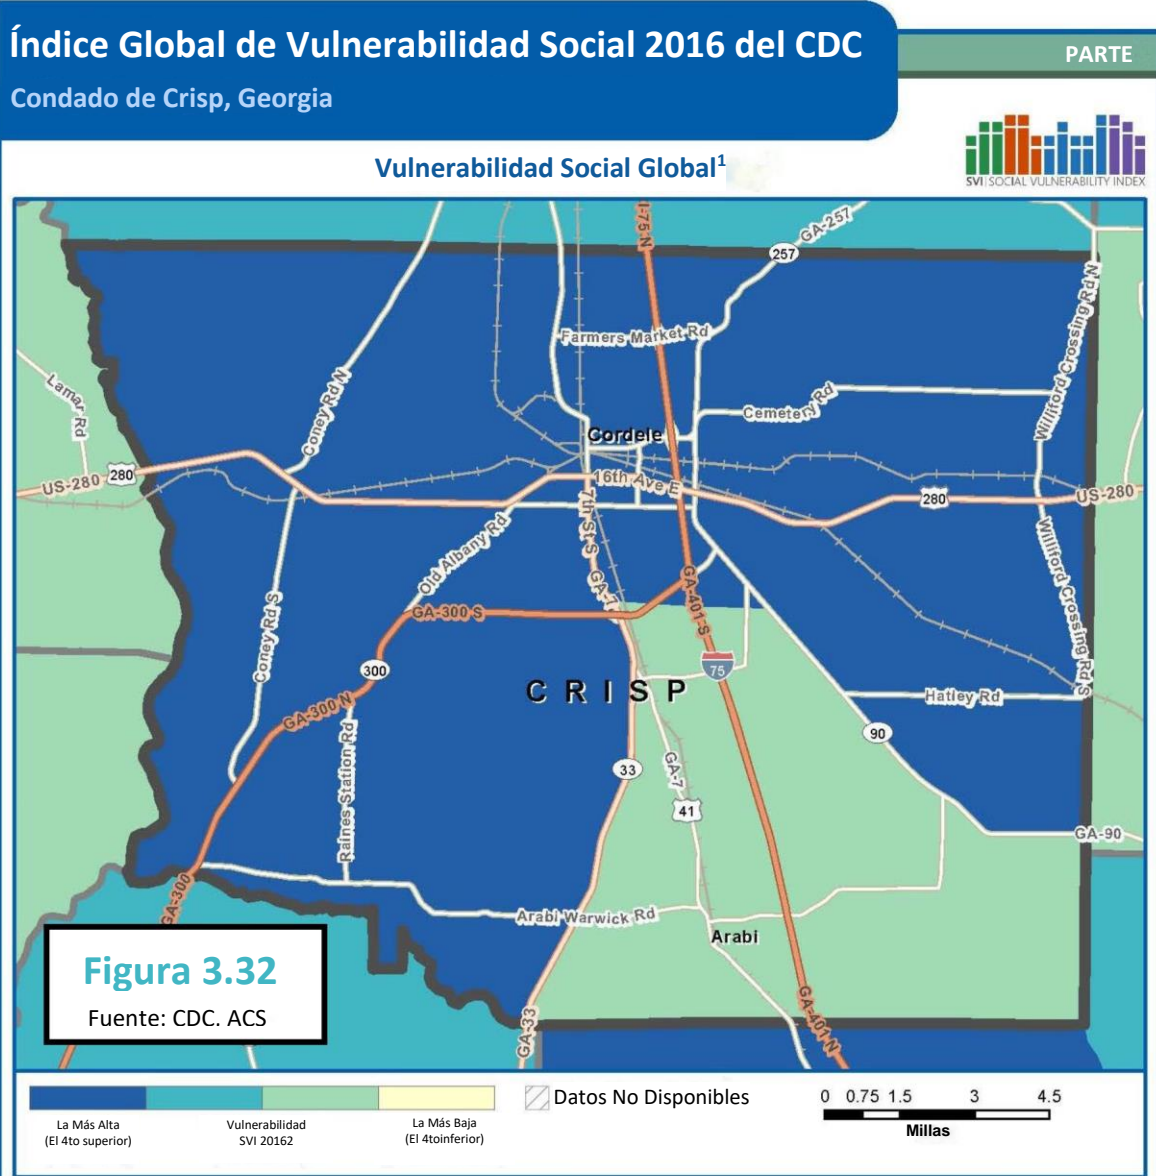 Índice Global de Vulnerabilidad Social 2016 del CDC
PARTE
Condado de Crisp, Georgia
Vulnerabilidad Social Global¹
SVI|SOCIAL VULNERABILITY INDEX
I-75 N
GA-257
257
Farmers Market Rd
Williford Crossing Rd N
Lamar Rd
Coney Rd N
Cemetery Rd
Cordele
US-280
280
16th Ave E
280
US-280
7th St S
Old Albany Rd
Williford Crossing Rd S
GA-7
GA-401 S
GA-300 S
Coney Rd S
300
75
CRISP
Hatley Rd
GA-300 N
Raines Station Rd
90
33
GA-7
41
GA-90
GA-300
Arabi Warwick Rd
Arabi
GA-33
GA-401 N
Figura 3.32
Fuente: CDC. ACS
Datos No Disponibles
0 0.75 1.5 3 4.5
Millas
La Más Alta
(El 4to superior)
Vulnerabilidad
SVI 20162
La Más Baja
(El 4toinferior)